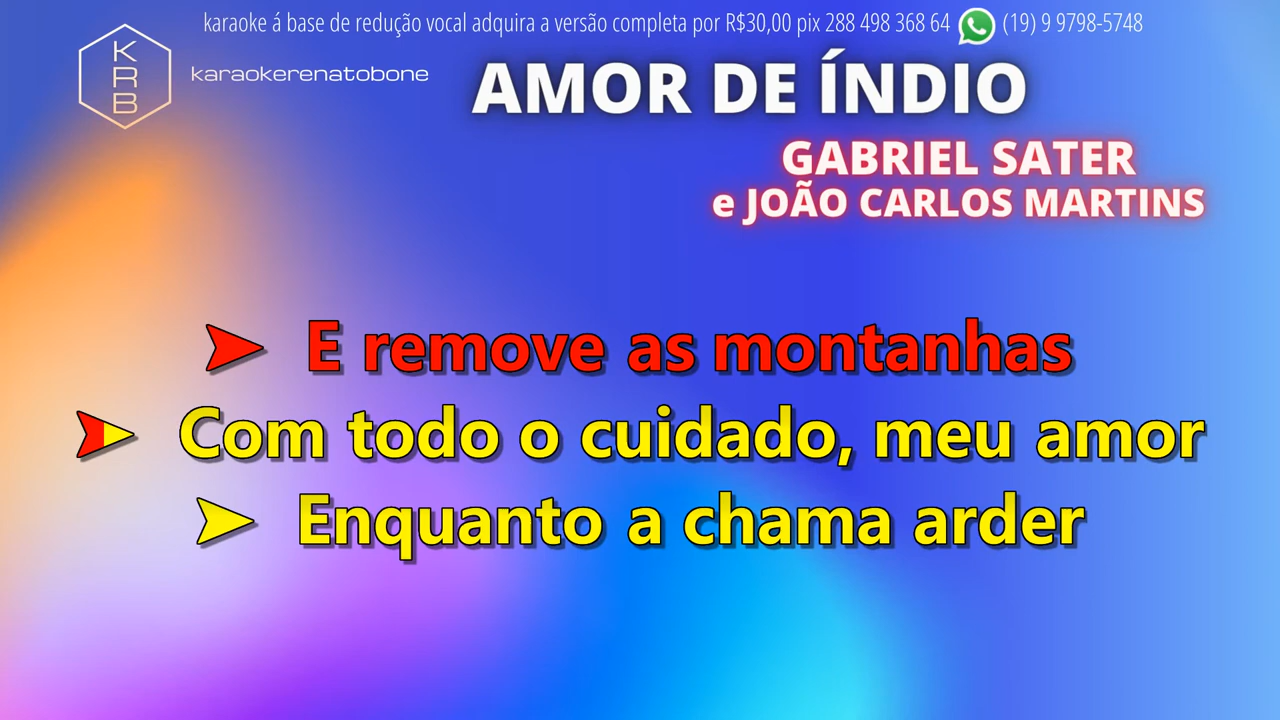 karaoke á base de redução vocal adquira a versão completa por R$30,00 pix 288 498 368 64 (19) 9 9798-5748
KRB
karaokerenatobone
AMOR DE ÍNDIO
GABRIEL SATER
e JOÃO CARLOS MARTINS
E remove as montanhas
Com todo o cuidado, meu amor
Enquanto a chama arder